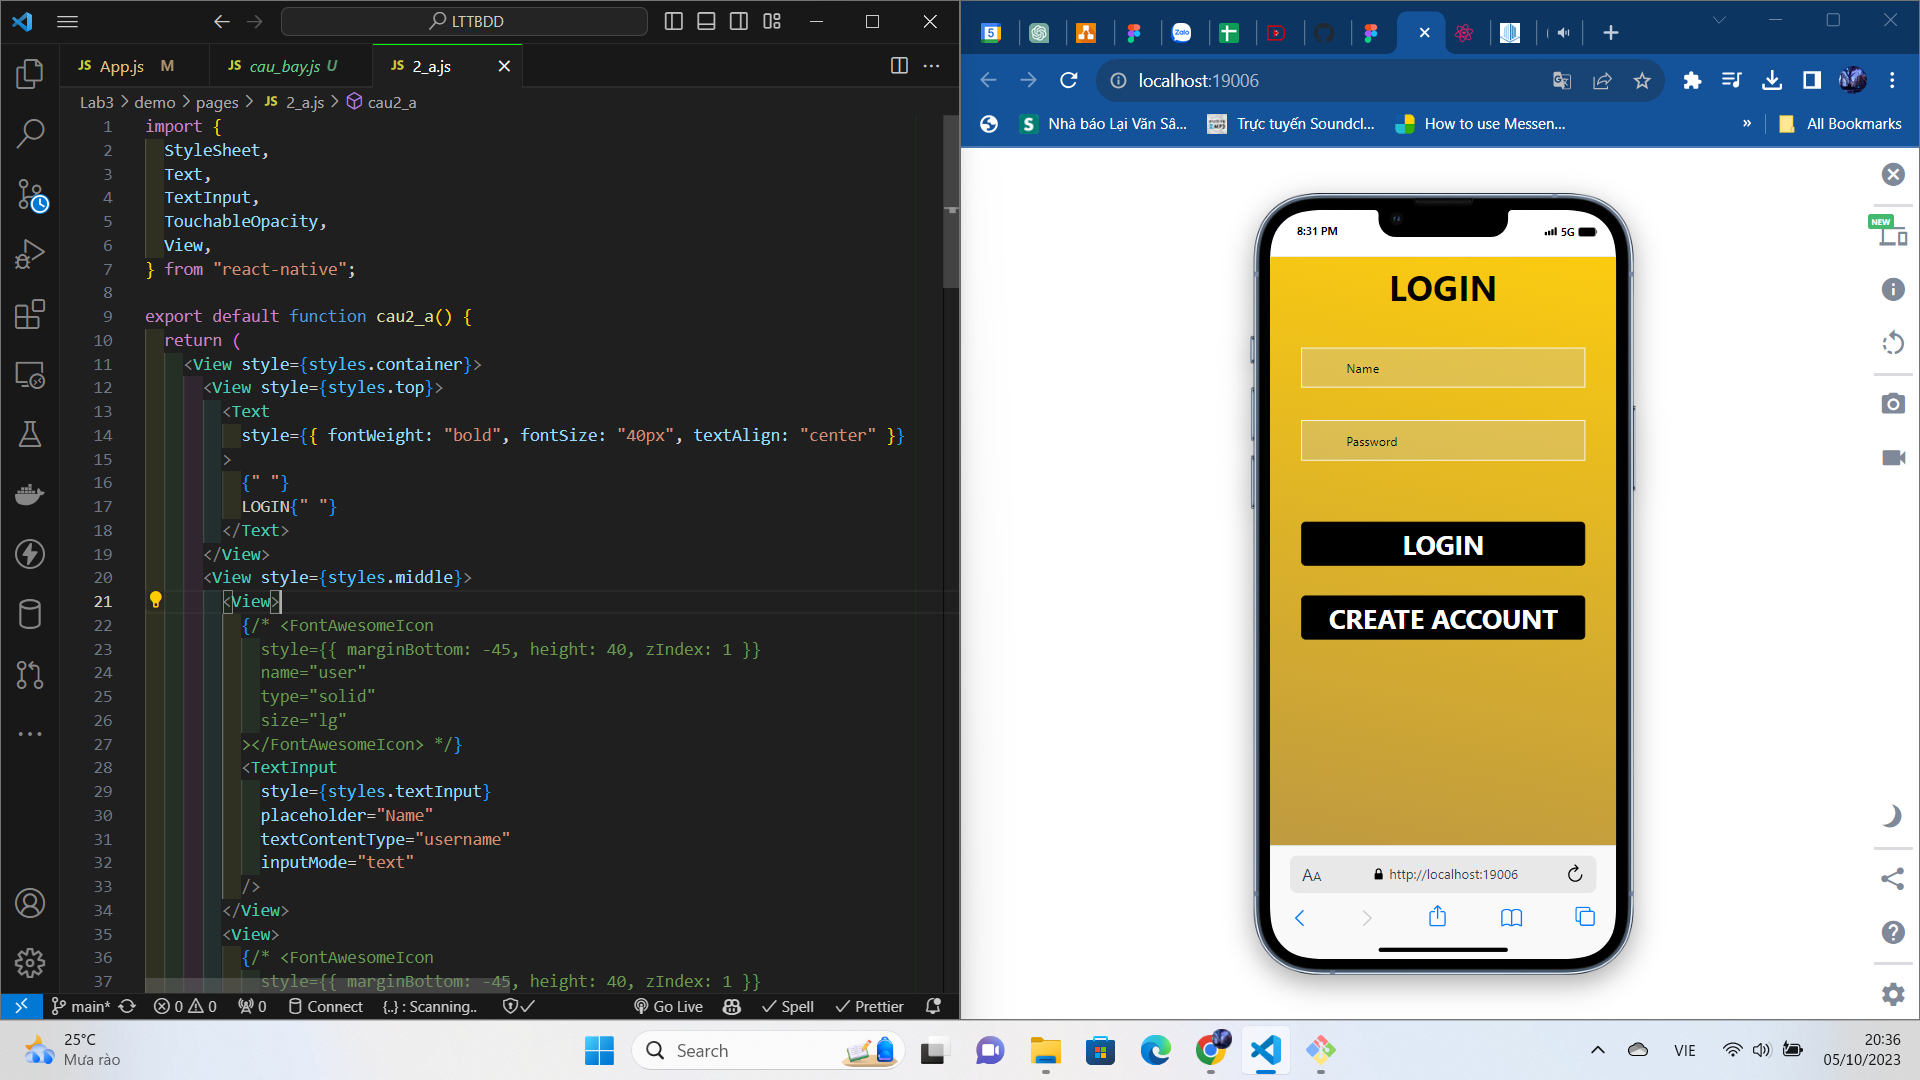 LTTBDD
JS App.js M
JS cau_bay.js U
JS 2_a.js
Lab3 > demo > pages > JS 2_a.js > cau2_a
1 import {
2 StyleSheet,
3 Text,
4 TextInput,
5 TouchableOpacity,
6 View,
7 } from "react-native";
8
9 export default function cau2_a() {
10 return (
11 <View style={styles.container}>
12 <View style={styles.top}>
13 <Text
14 style={{ fontWeight: "bold", fontSize: "40px", textAlign: "center" }}
15 >
16 {" "}
17 LOGIN{" "}
18 </Text>
19 </View>
20 <View style={styles.middle}>
21 <View>
22 {/* <FontAwesomeIcon
23 style={{ marginBottom: -45, height: 40, zIndex: 1 }}
24 name="user"
25 type="solid"
26 size="lg"
27 ></FontAwesomeIcon> */}
28 <TextInput
29 style={styles.textInput}
30 placeholder="Name"
31 textContentType="username"
32 inputMode="text"
33 />
34 </View>
35 <View>
36 {/* <FontAwesomeIcon
37 style={{ marginBottom: -45, height: 40, zIndex: 1 }}
main* 0 0 0 Connect {..} : Scanning.. Go Live Spell Prettier
5
Zalo
localhost:19006
S Nhà báo Lại Văn Sâ...
Trực tuyến Soundcl...
How to use Messen...
» All Bookmarks
NEW
8:31 PM
5G
LOGIN
Name
Password
LOGIN
CREATE ACCOUNT
AA http://localhost:19006
25°C
Mưa rào
Search
VIE
20:36
05/10/2023